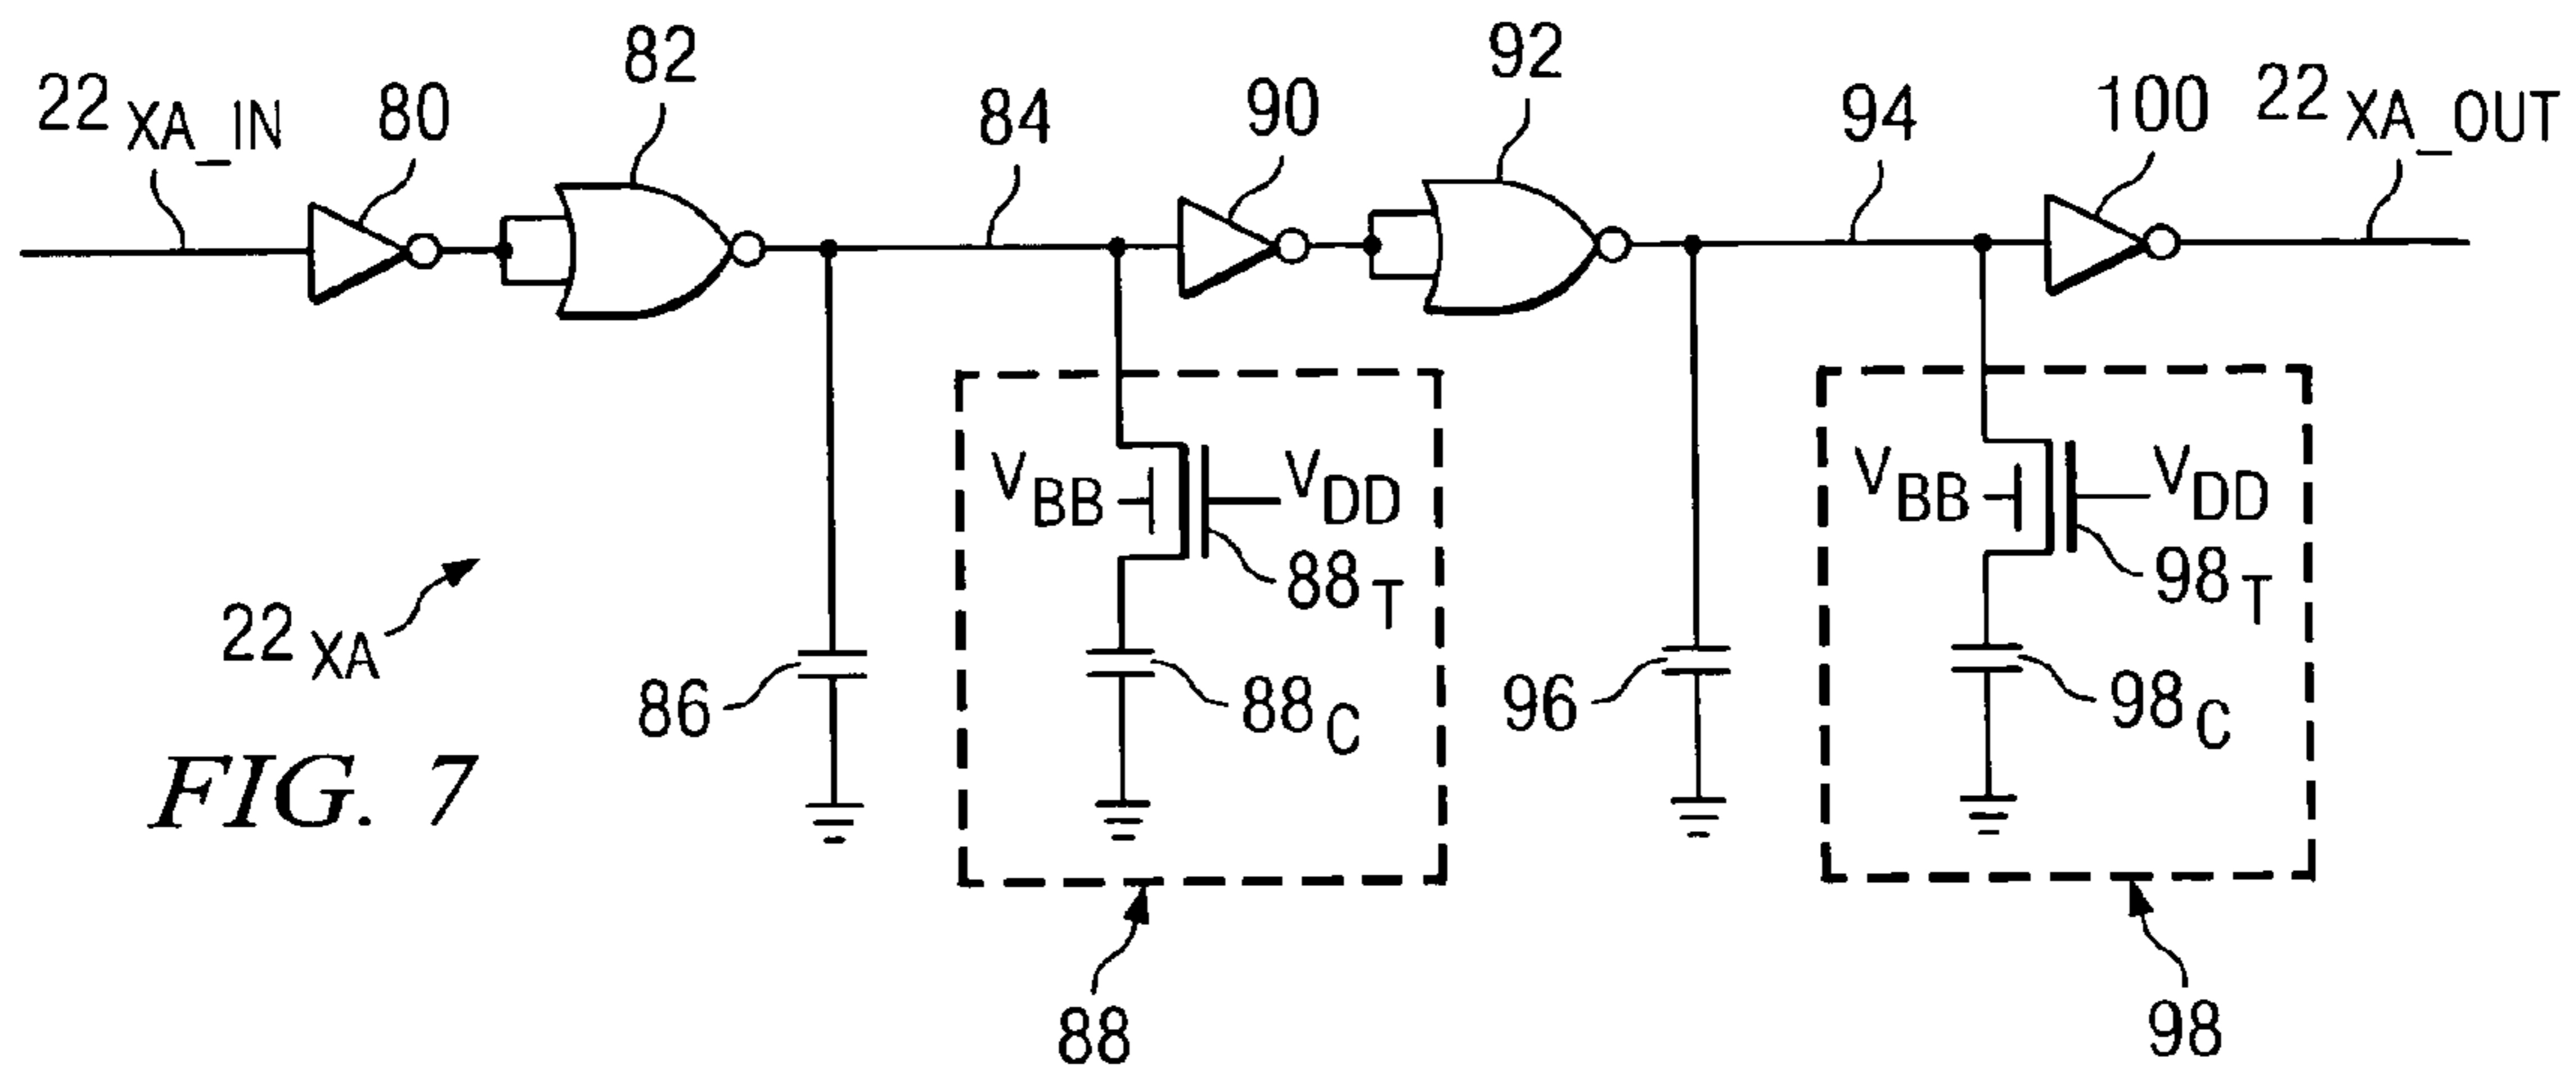 22XA_IN
80
82
84
90
92
94
100
22XA_OUT
VBB
VDD
88T
88C
VBB
VDD
98T
98C
86
96
22XA
88
98
FIG. 7